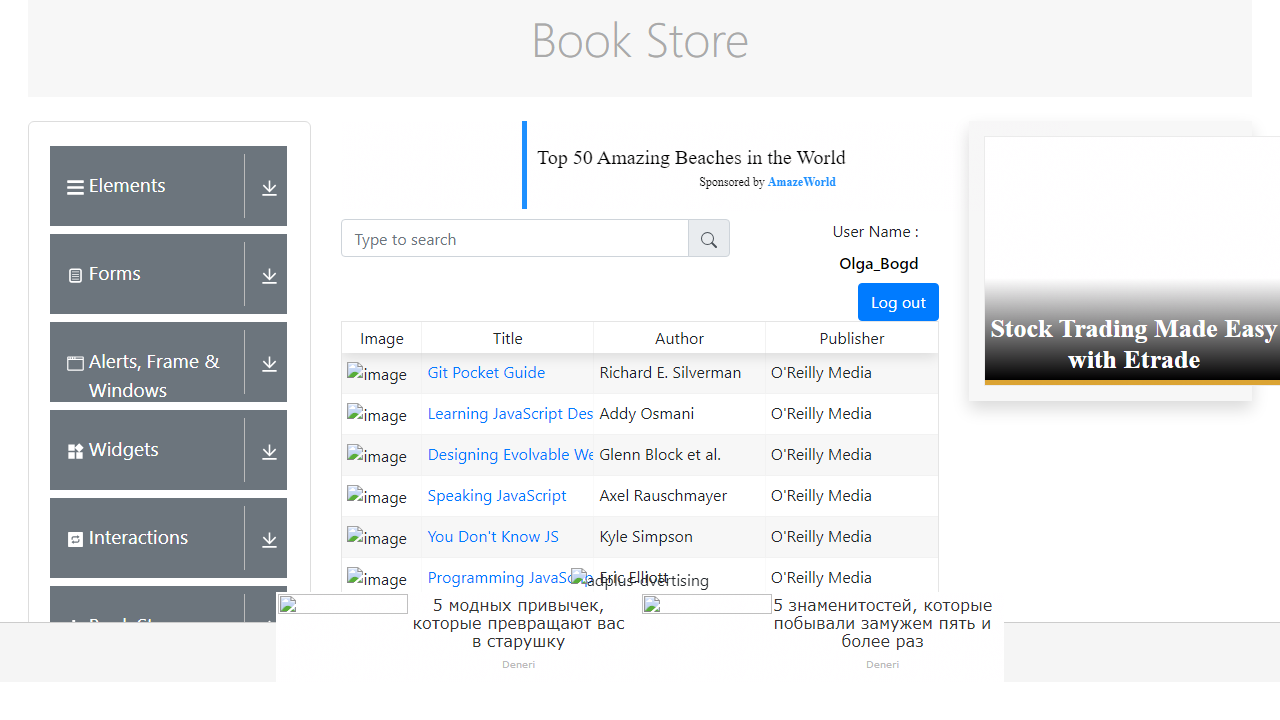 Book Store
Elements
Forms
Alerts, Frame &
Windows
Widgets
Interactions
Top 50 Amazing Beaches in the World
Sponsored by AmazeWorld
Type to search
User Name :
Olga_Bogd
Log out
Image Title Author Publisher
image Git Pocket Guide Richard E. Silverman O'Reilly Media
image Learning JavaScript Des Addy Osmani O'Reilly Media
image Designing Evolvable We Glenn Block et al. O'Reilly Media
image Speaking JavaScript Axel Rauschmayer O'Reilly Media
image You Don't Know JS Kyle Simpson O'Reilly Media
image Programming JavaSc Eric Elliott O'Reilly Media
Stock Trading Made Easy
with Etrade
5 модных привычек,
которые превращают вас
в старушку
Deneri
5 знаменитостей, которые
побывали замужем пять и
более раз
Deneri